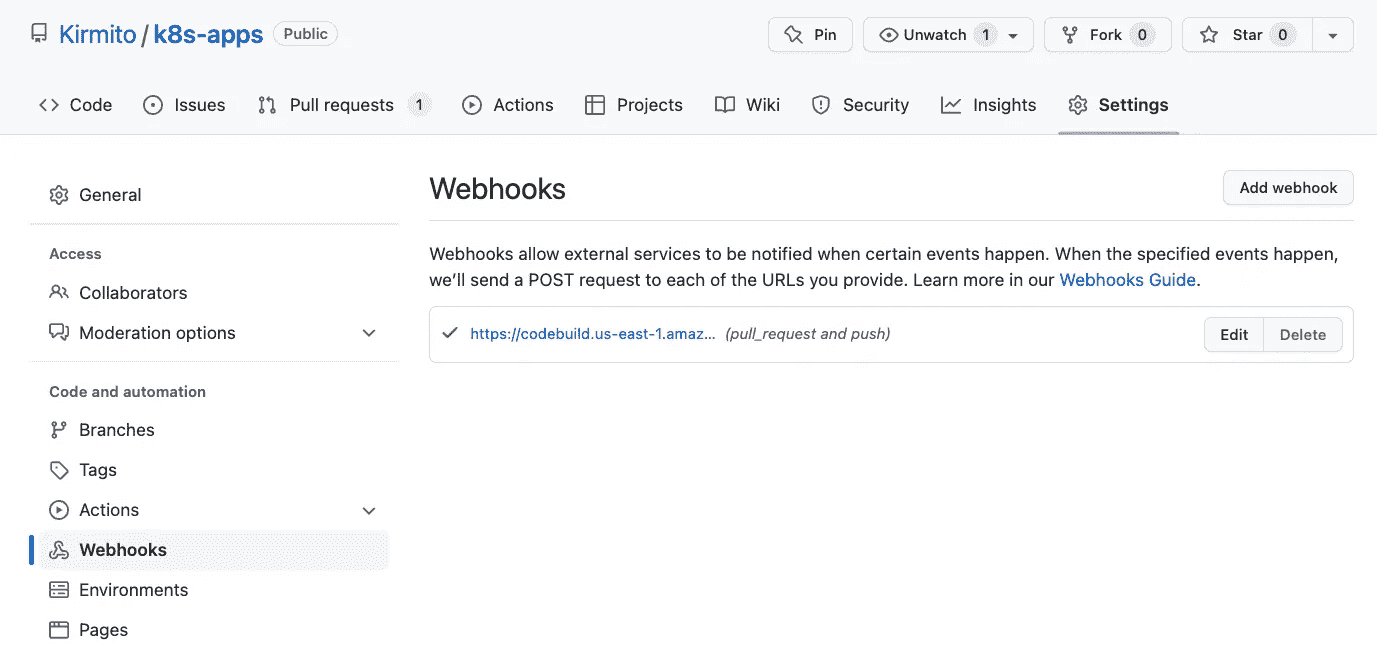 Kirmito / k8s-apps Public Pin Unwatch 1 Fork 0 Star 0
Code Issues Pull requests 1 Actions Projects Wiki Security Insights Settings
General
Access
Collaborators
Moderation options
Code and automation
Branches
Tags
Actions
Webhooks
Environments
Pages
Webhooks Add webhook
Webhooks allow external services to be notified when certain events happen. When the specified events happen,
we’ll send a POST request to each of the URLs you provide. Learn more in our Webhooks Guide.
https://codebuild.us-east-1.amaz... (pull_request and push) Edit Delete